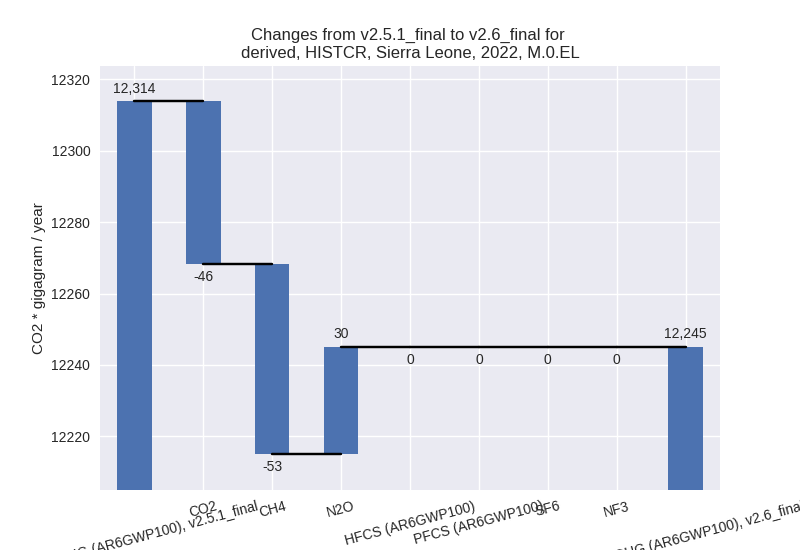 Changes from v2.5.1_final to v2.6_final for
derived, HISTCR, Sierra Leone, 2022, M.0.EL
CO2 * gigagram / year
12320
12300
12280
12260
12240
12220
12,314
-46
-53
30
0
0
0
0
12,245
(AR6GWP100), v2.5.1_final
CO2
CH4
N2O
HFCS (AR6GWP100)
PFCS (AR6GWP100)
SF6
NF3
(AR6GWP100), v2.6_final